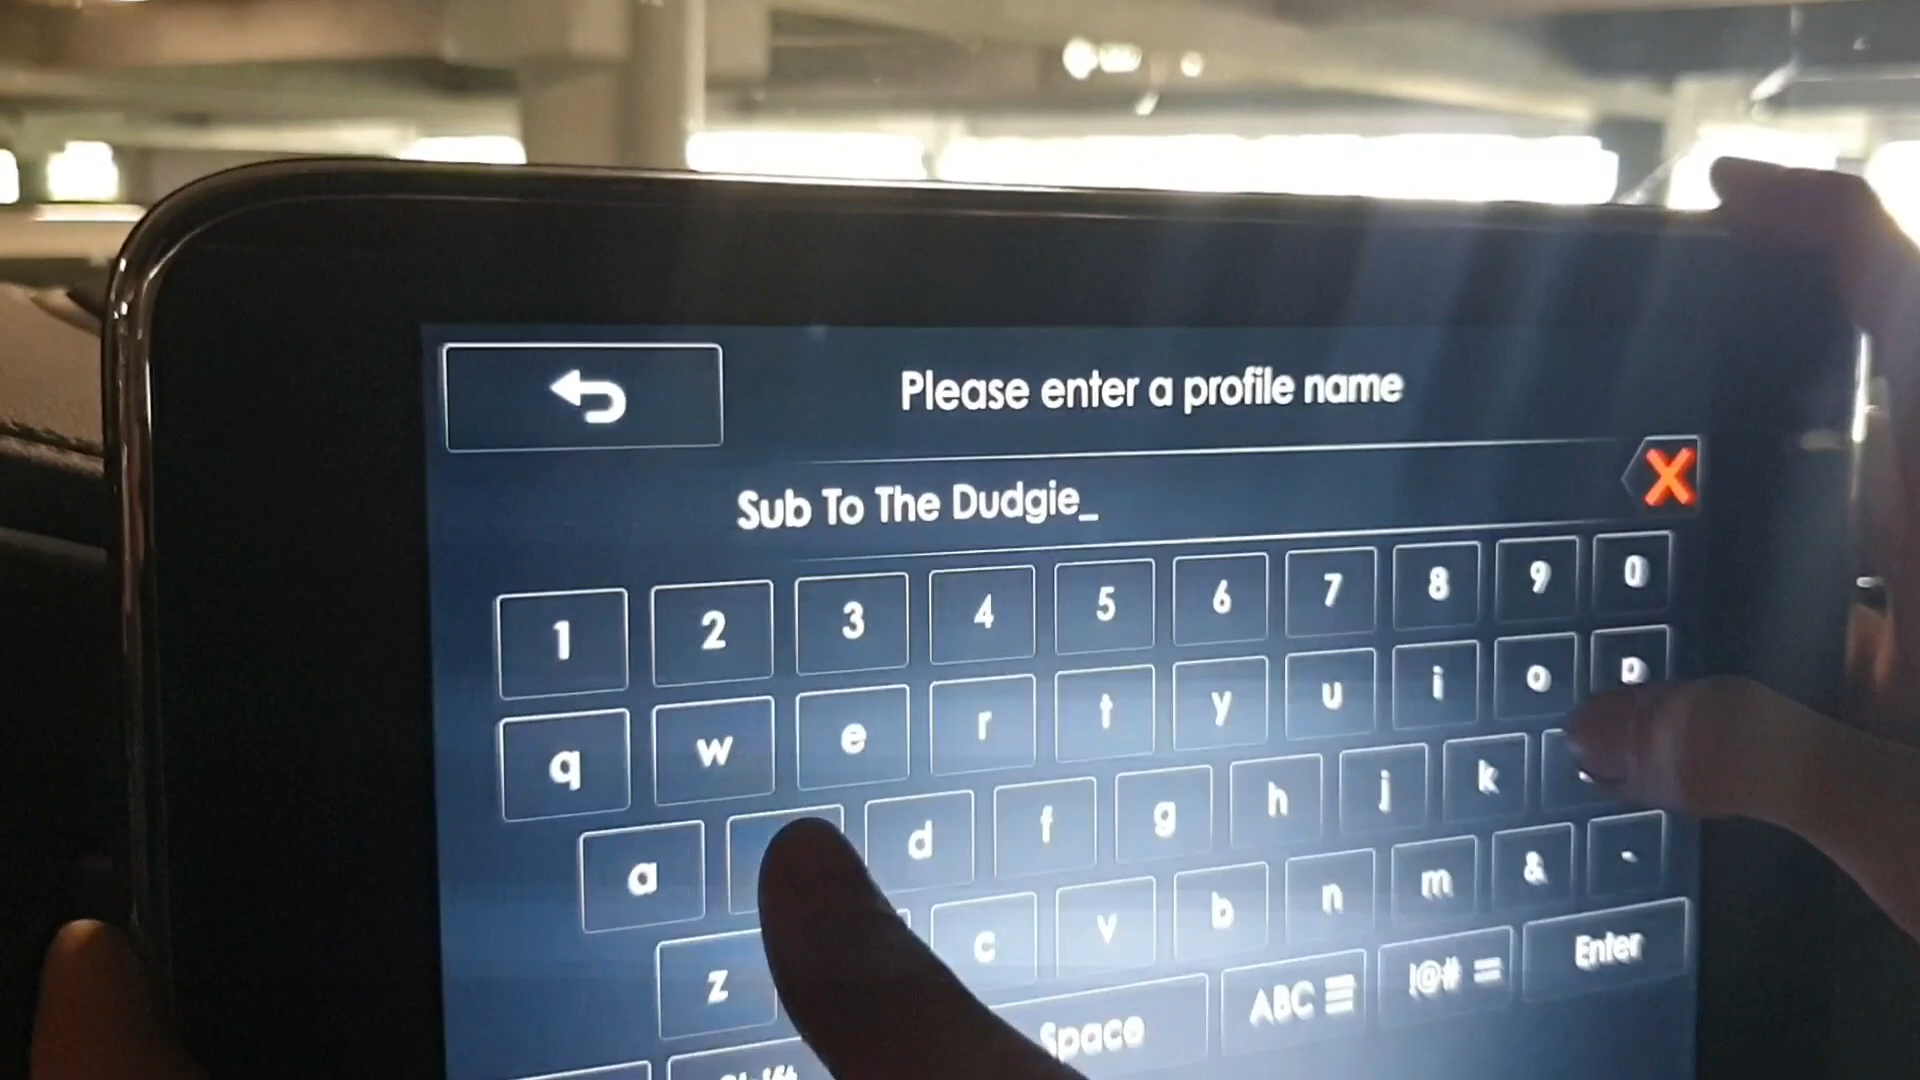 Please enter a profile name
Sub To The Dudgie_
1 2 3 4 5 6 7 8 9 0
q w e r t y u i o p
a d f g h j k
z c v b n m & -
Space ABC !@# Enter
Shift